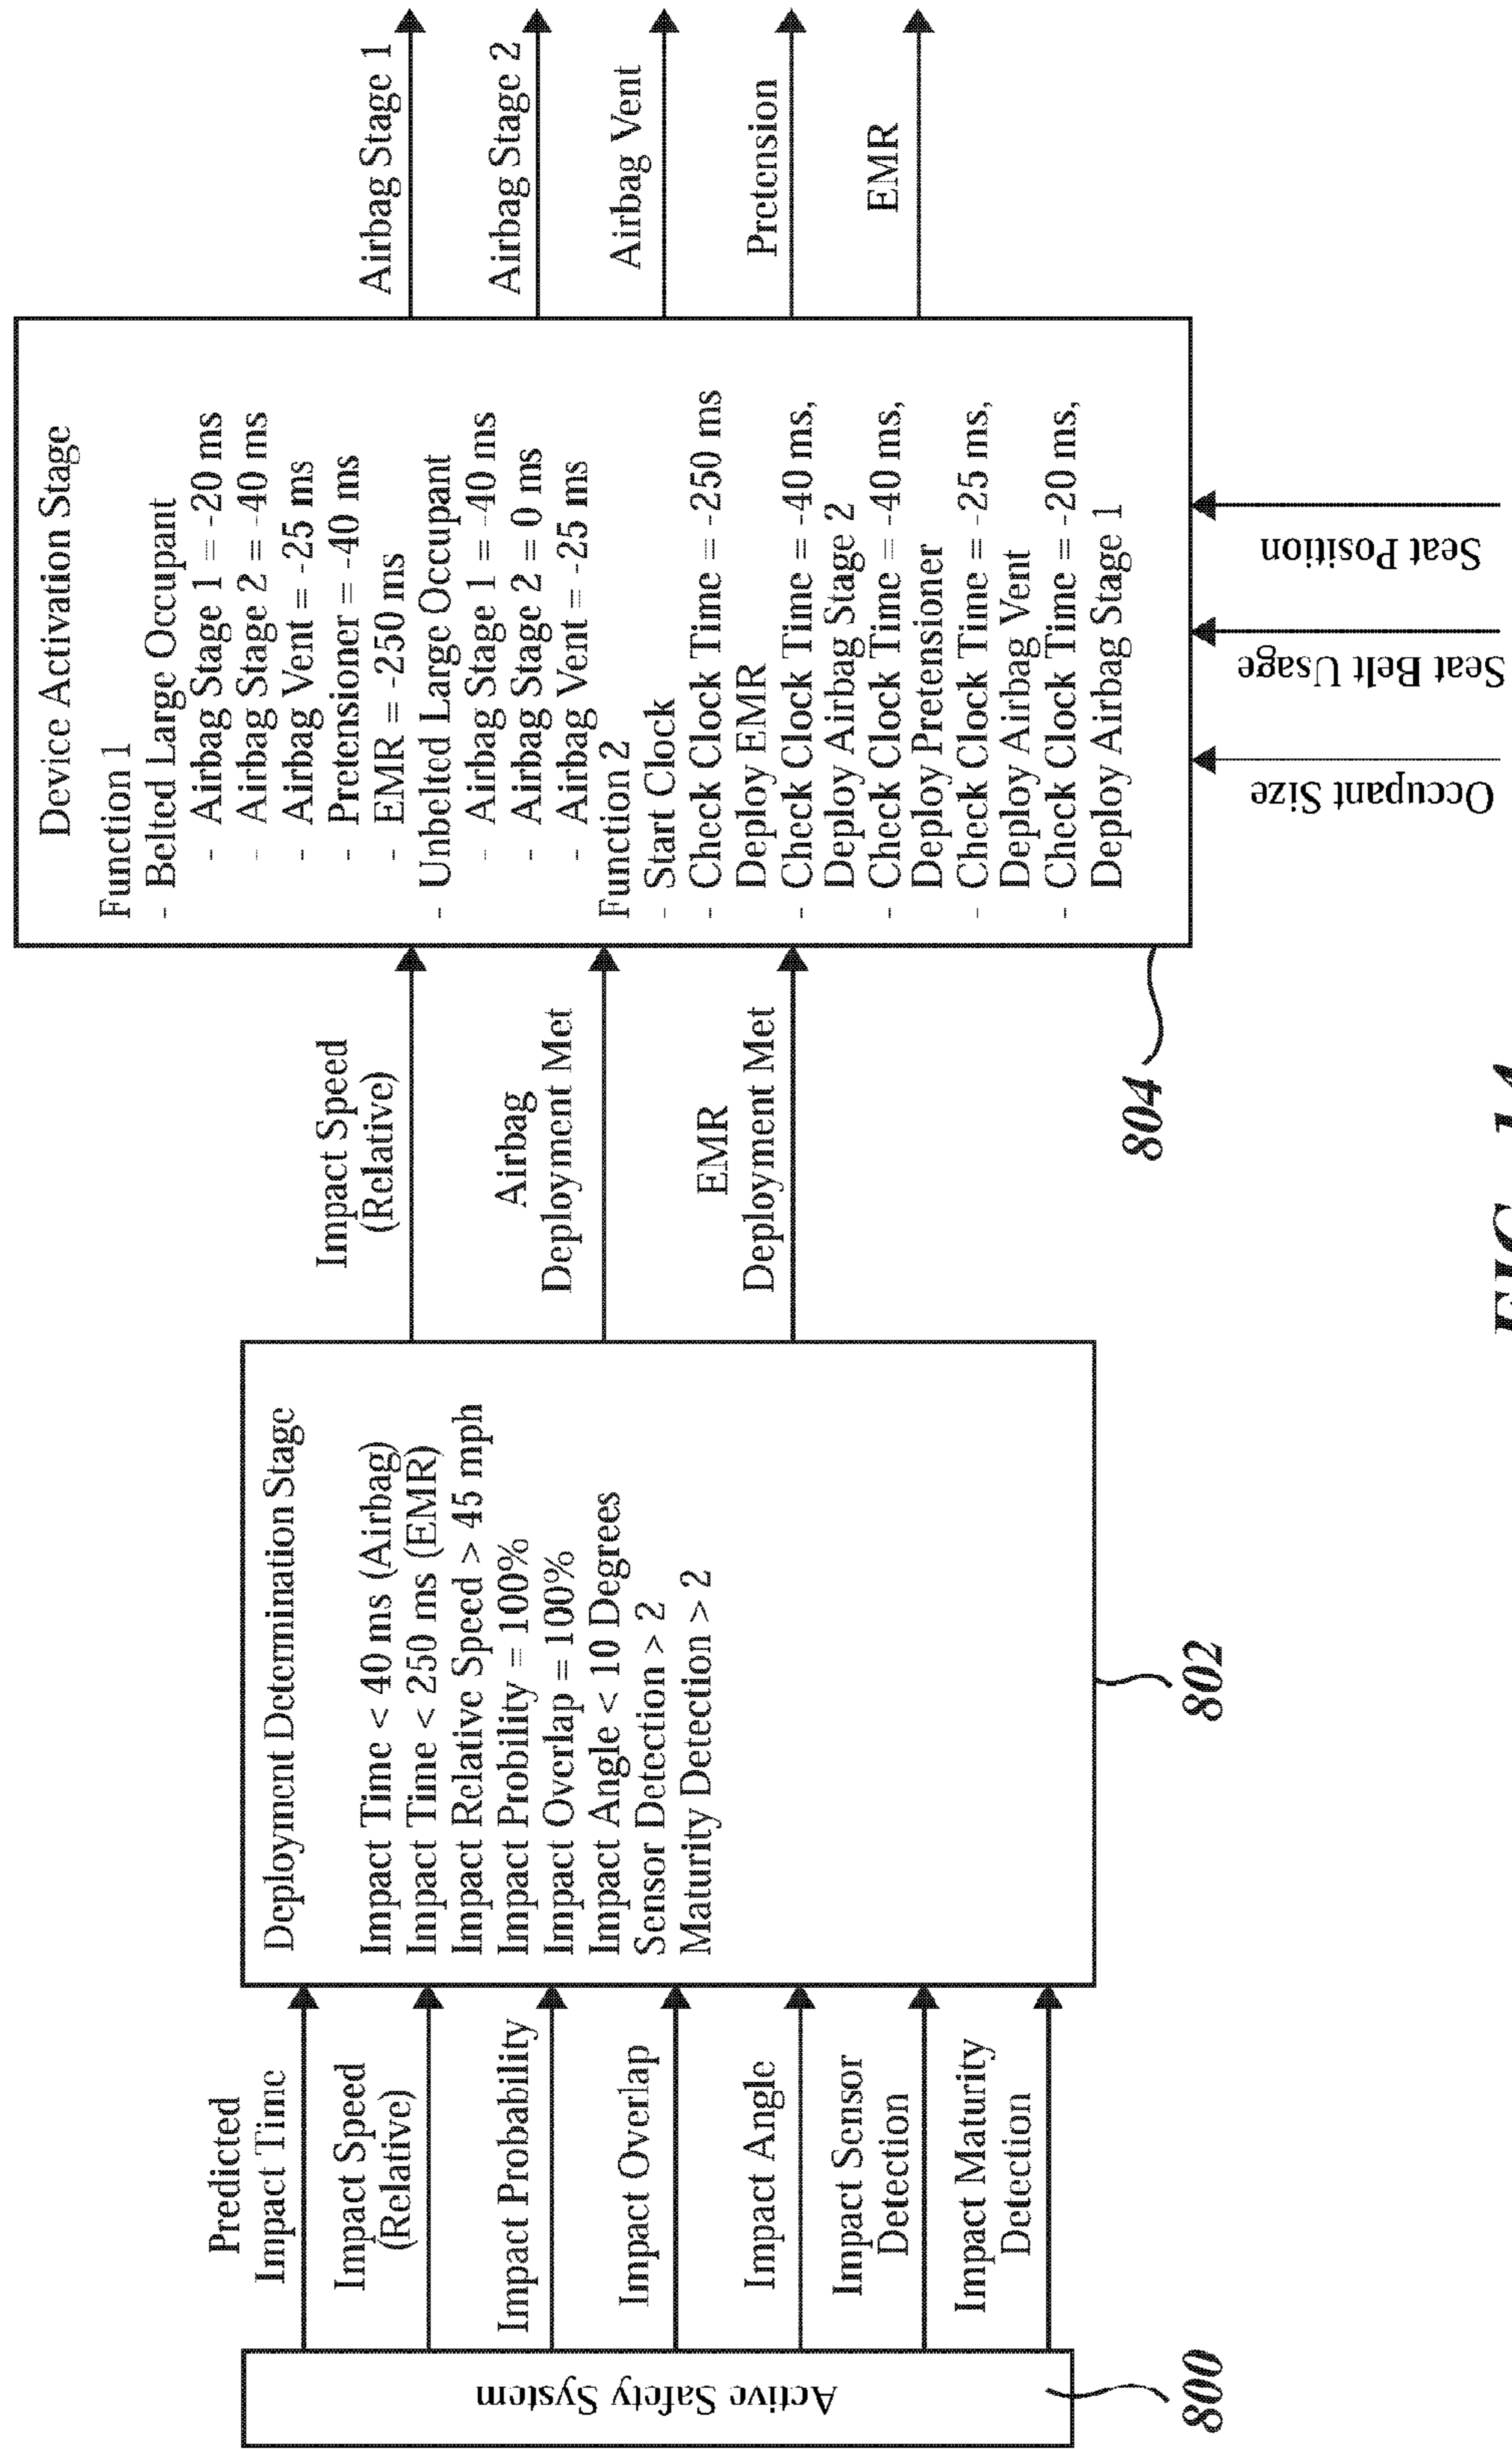 Active Safety System
800
Predicted
Impact Time
Impact Speed
(Relative)
Impact Probability
Impact Overlap
Impact Angle
Impact Sensor
Detection
Impact Maturity
Detection
Deployment Determination Stage
Impact Time < 40 ms (Airbag)
Impact Time < 250 ms (EMR)
Impact Relative Speed > 45 mph
Impact Probility = 100%
Impact Overlap = 100%
Impact Angle < 10 Degrees
Sensor Detection > 2
Maturity Detection > 2
802
Impact Speed
(Relative)
Airbag
Deployment Met
EMR
Deployment Met
804
Device Activation Stage
Function 1
- Belted Large Occupant
- Airbag Stage 1 = -20 ms
- Airbag Stage 2 = -40 ms
- Airbag Vent = -25 ms
- Pretensioner = -40 ms
- EMR = -250 ms
- Unbelted Large Occupant
- Airbag Stage 1 = -40 ms
- Airbag Stage 2 = 0 ms
- Airbag Vent = -25 ms
Function 2
- Start Clock
- Check Clock Time = -250 ms
Deploy EMR
- Check Clock Time = -40 ms,
Deploy Airbag Stage 2
- Check Clock Time = -40 ms,
Deploy Pretensioner
- Check Clock Time = -25 ms,
Deploy Airbag Vent
- Check Clock Time = -20 ms,
Deploy Airbag Stage 1
Occupant Size
Seat Belt Usage
Seat Position
Airbag Stage 1
Airbag Stage 2
Airbag Vent
Pretension
EMR
FIG. 14